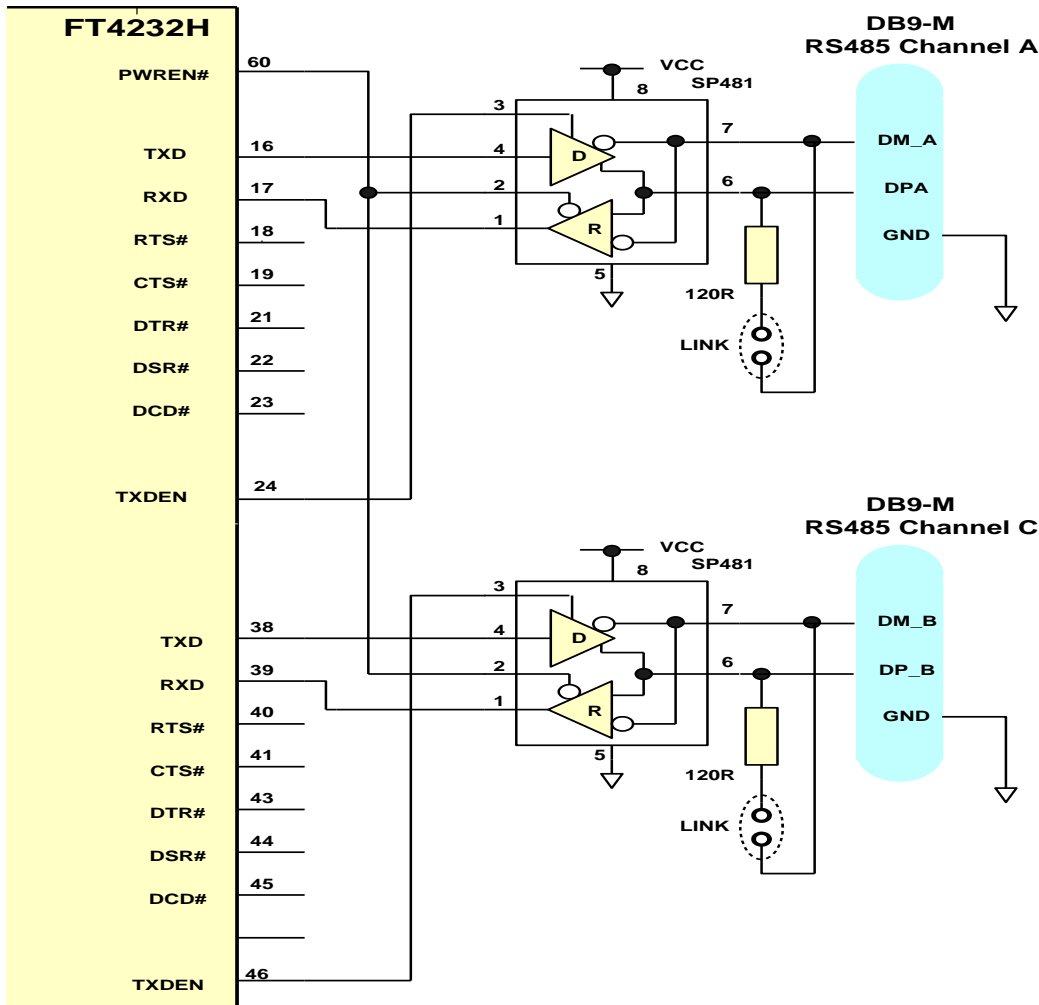 FT4232H
PWREN#
60
TXD
16
RXD
17
RTS#
18
CTS#
19
DTR#
21
DSR#
22
DCD#
23
TXDEN
24
VCC
8
SP481
3
4
2
1
5
D
R
7
6
120R
LINK
DB9-M
RS485 Channel A
DM_A
DPA
GND
TXD
38
RXD
39
RTS#
40
CTS#
41
DTR#
43
DSR#
44
DCD#
45
TXDEN
46
VCC
8
SP481
3
4
2
1
5
D
R
7
6
120R
LINK
DB9-M
RS485 Channel C
DM_B
DP_B
GND